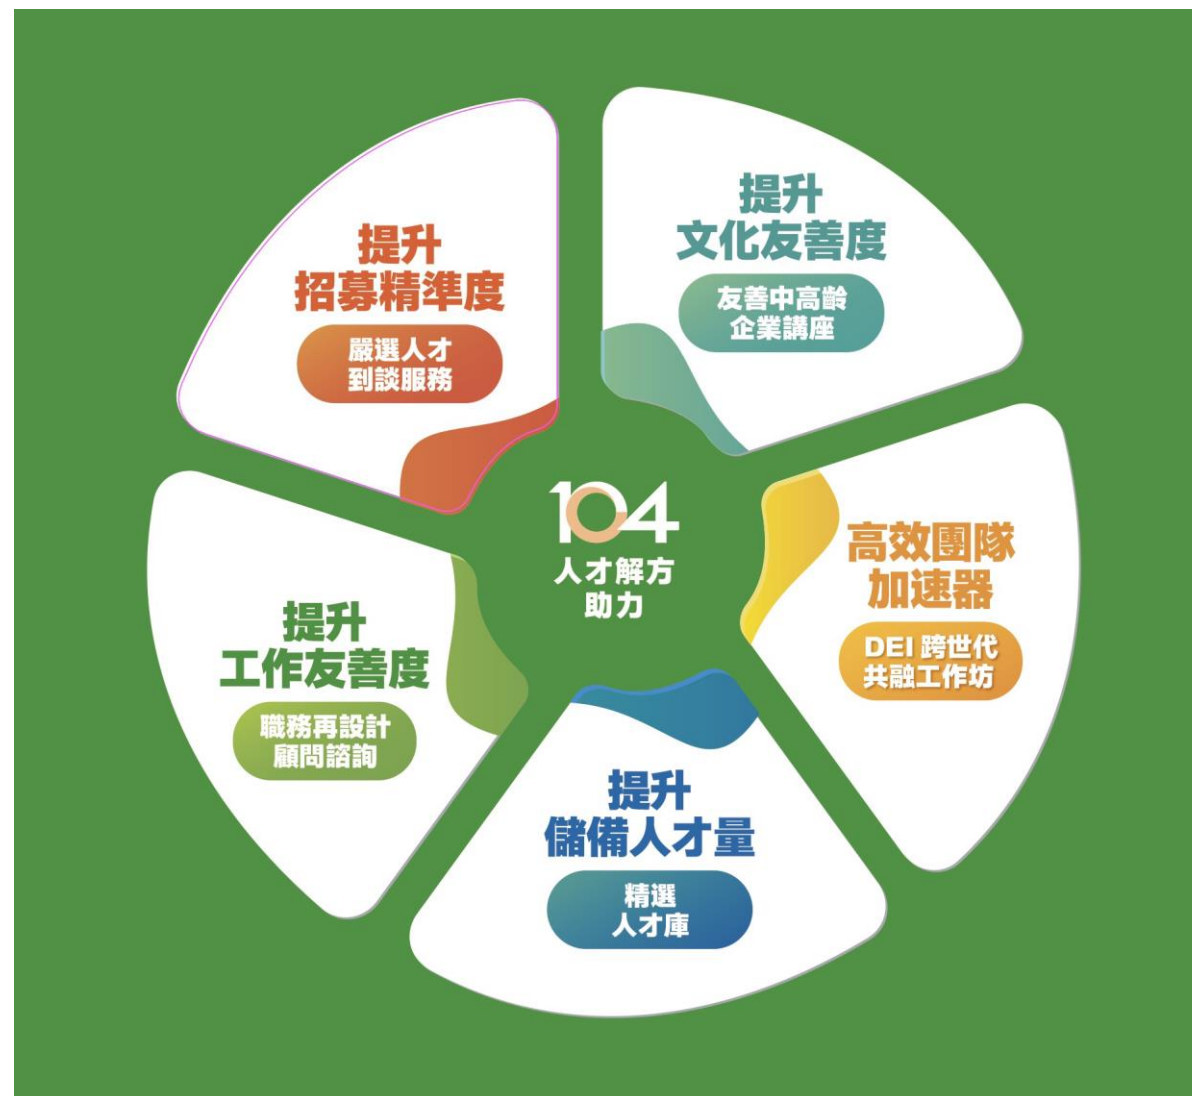 提升
文化友善度
友善中高齡
企業講座
高效團隊
加速器
DEI 跨世代
共融工作坊
提升
儲備人才量
精選
人才庫
提升
工作友善度
職務再設計
顧問諮詢
提升
招募精準度
嚴選人才
到談服務
104
人才解方
助力